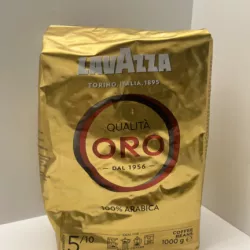 LAVAZZA
TORINO, ITALIA, 1895
QUALITÀ
ORO
DAL 1956
100% ARABICA
5/10
COFFEE
BEANS
1000 g e